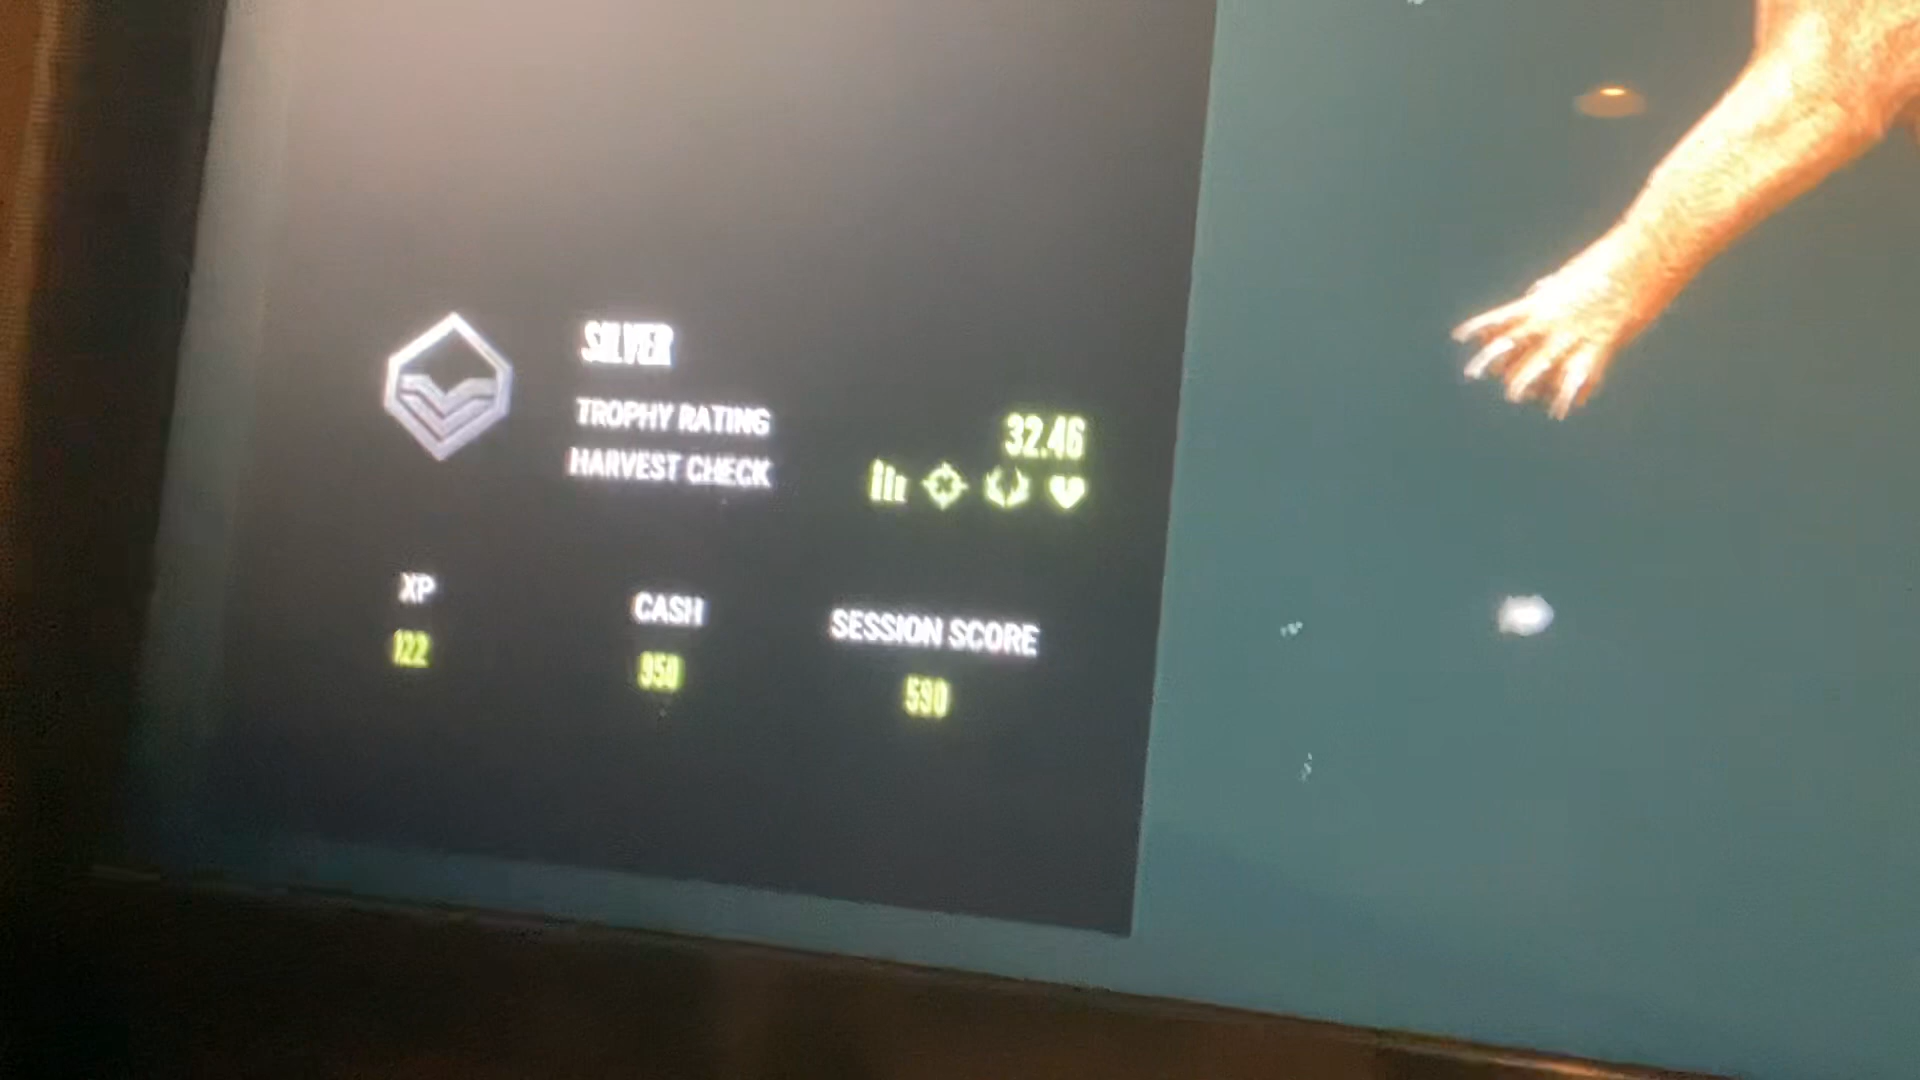 SILVER
TROPHY RATING 32.46
HARVEST CHECK
XP CASH SESSION SCORE
122 950 590